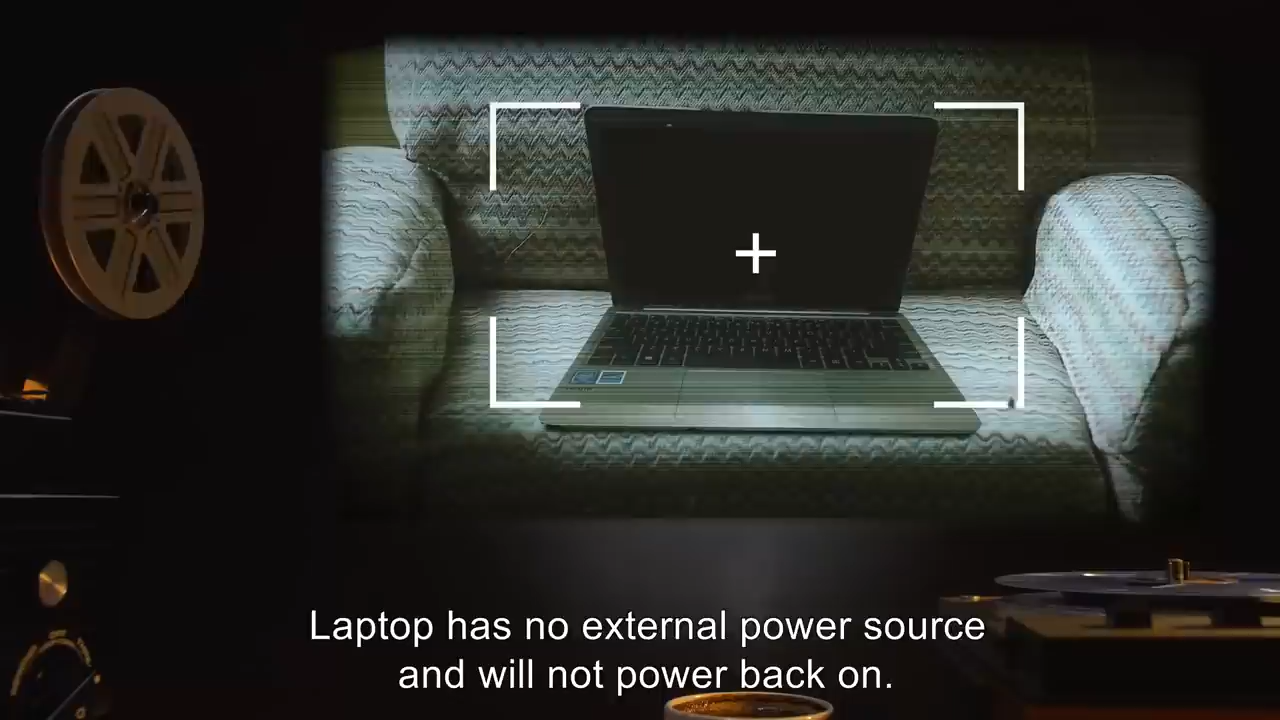 Laptop has no external power source
and will not power back on.